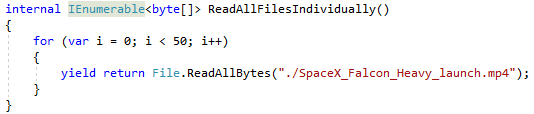 internal IEnumerable<byte[]> ReadAllFilesIndividually()
{
for (var i = 0; i < 50; i++)
{
yield return File.ReadAllBytes("./SpaceX_Falcon_Heavy_launch.mp4");
}
}